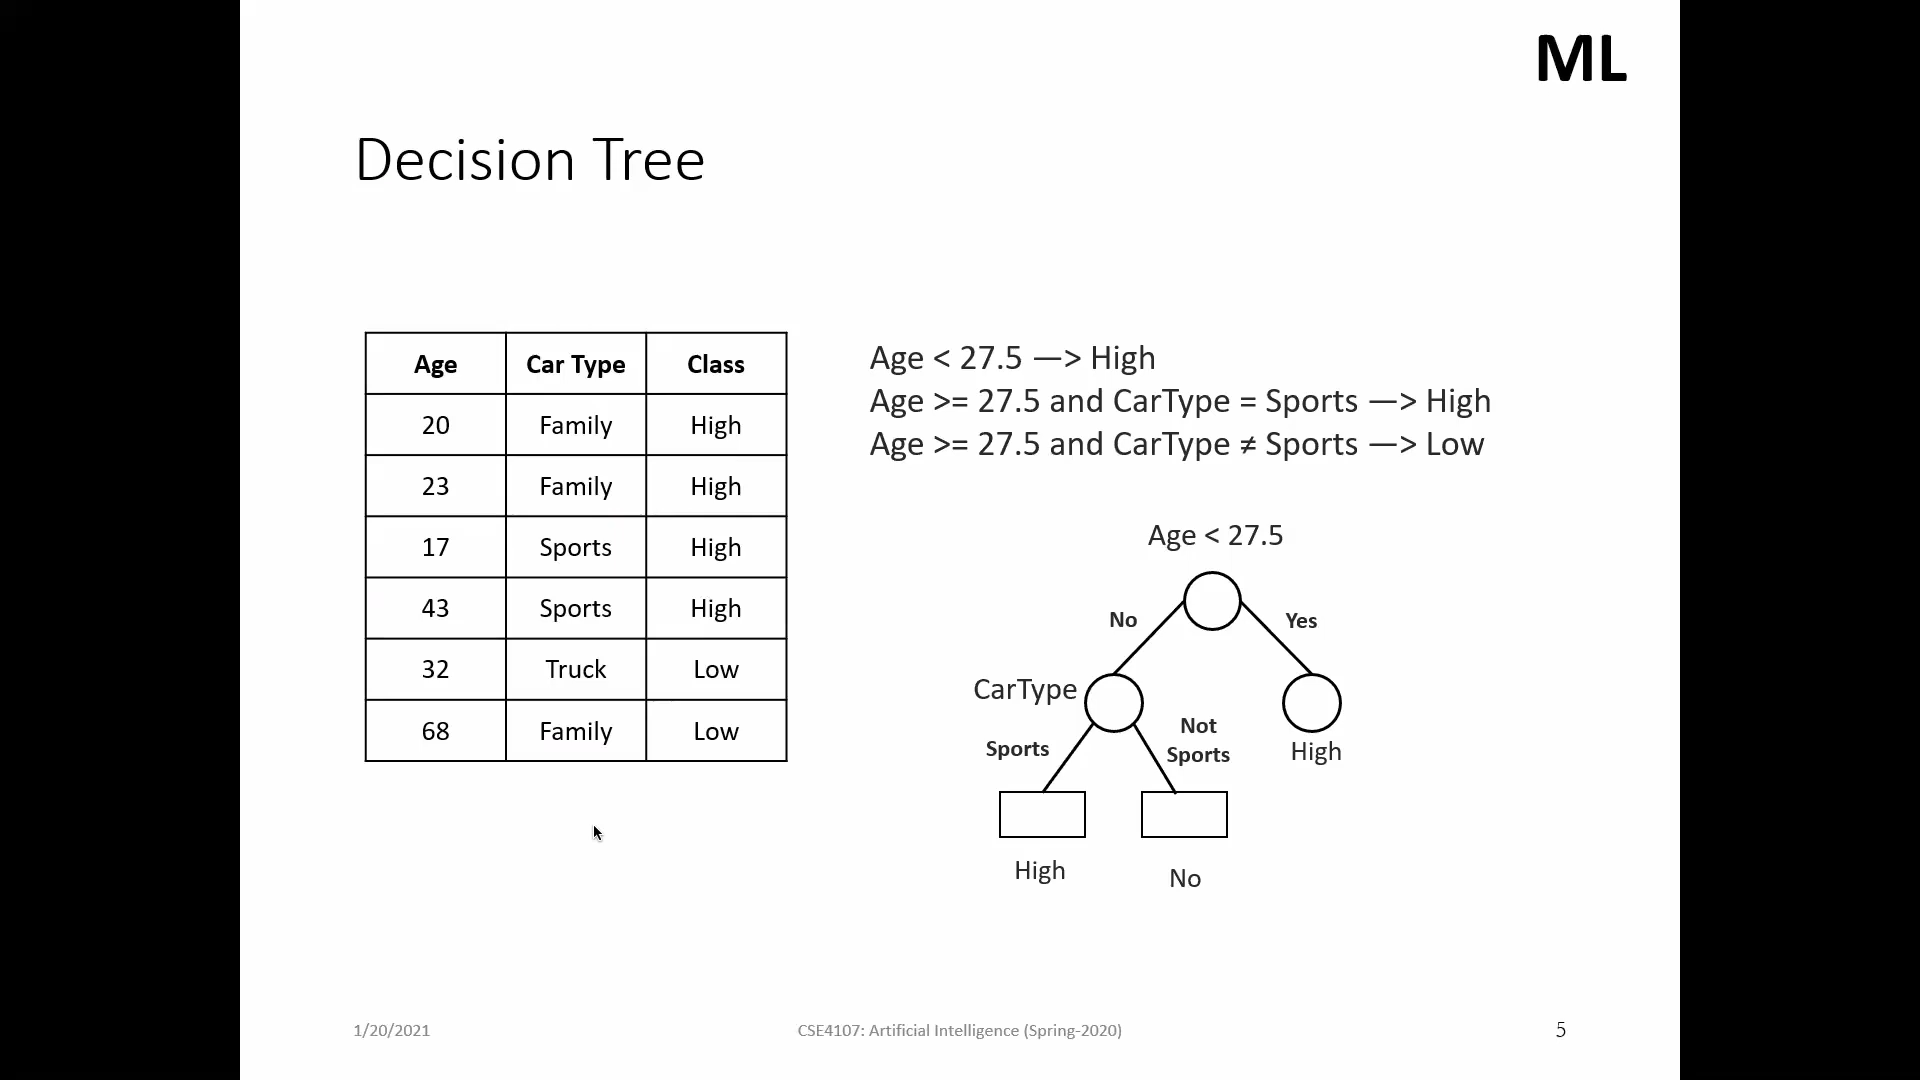 ML
Decision Tree
Age Car Type Class
20 Family High
23 Family High
17 Sports High
43 Sports High
32 Truck Low
68 Family Low
Age < 27.5 —> High
Age >= 27.5 and CarType = Sports —> High
Age >= 27.5 and CarType ≠ Sports —> Low
Age < 27.5
No
Yes
CarType
Sports
Not
Sports
High
High
No
1/20/2021
CSE4107: Artificial Intelligence (Spring-2020)
5